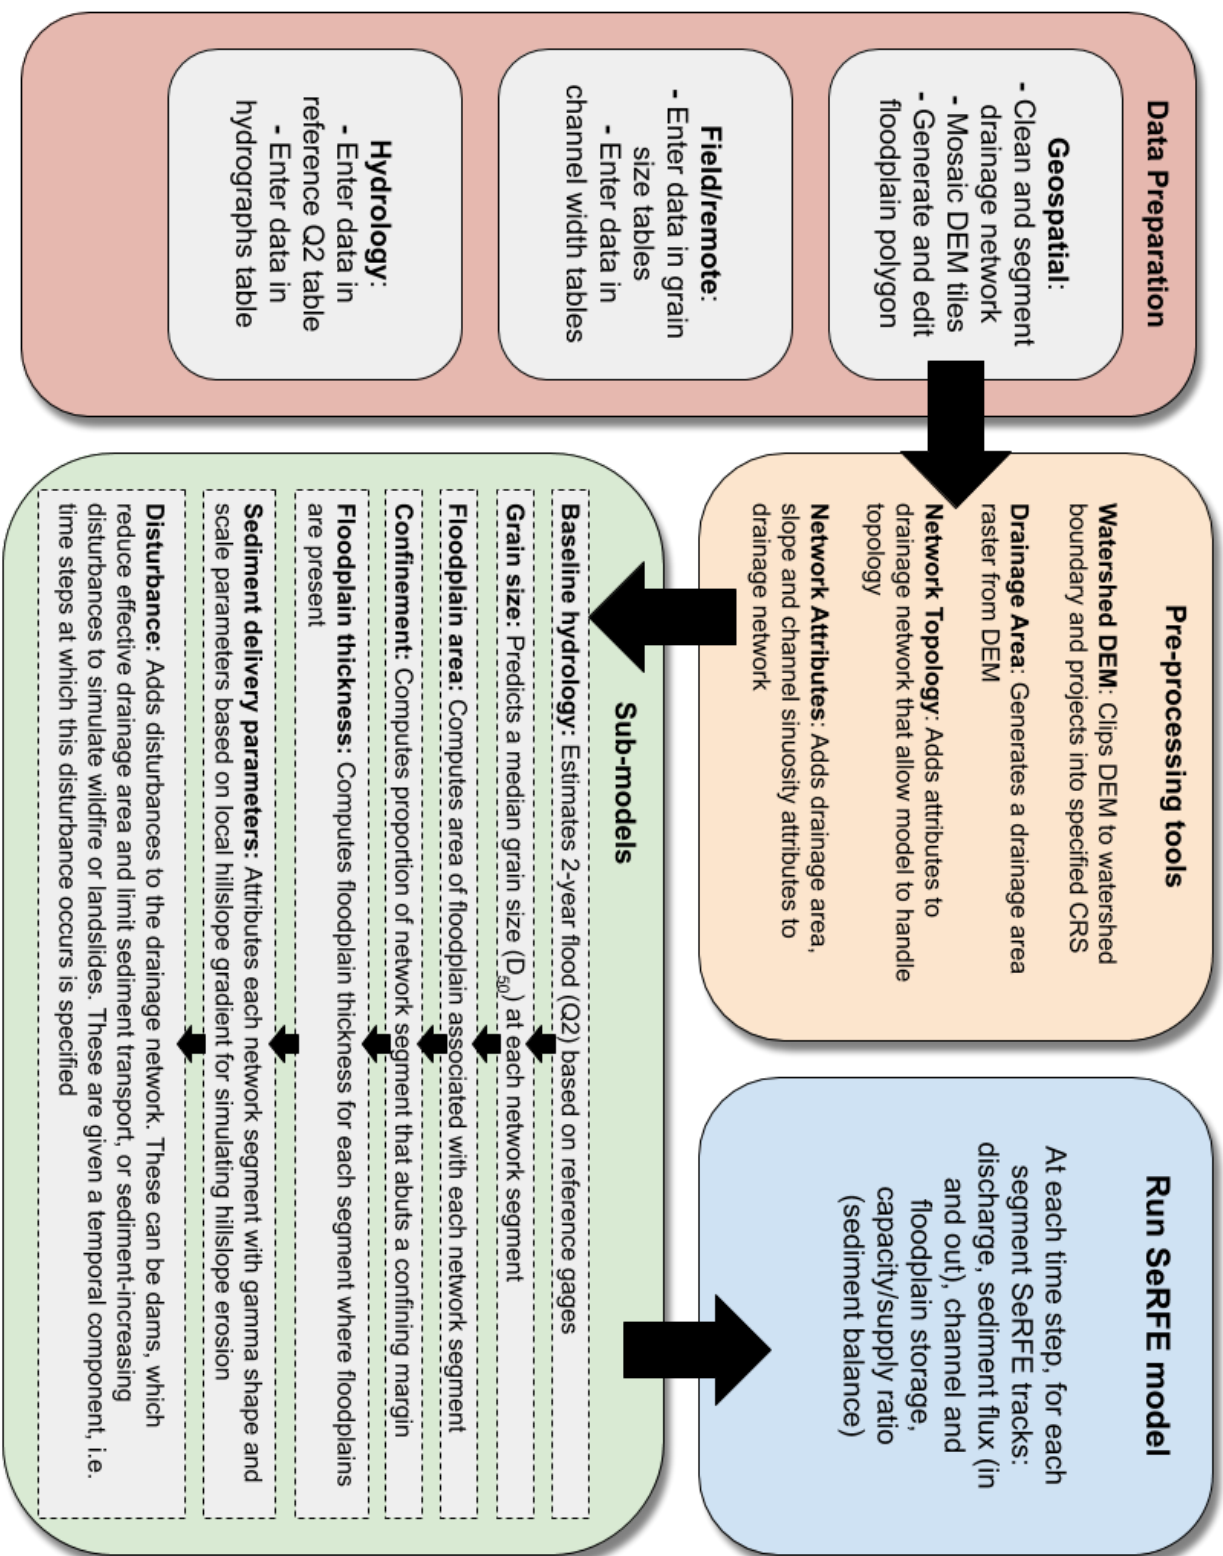 Data Preparation
Geospatial:
- Clean and segment
drainage network
- Mosaic DEM tiles
- Generate and edit
floodplain polygon
Field/remote:
- Enter data in grain
size tables
- Enter data in
channel width tables
Hydrology:
- Enter data in
reference Q2 table
- Enter data in
hydrographs table
Pre-processing tools
Watershed DEM: Clips DEM to watershed
boundary and projects into specified CRS
Drainage Area: Generates a drainage area
raster from DEM
Network Topology: Adds attributes to
drainage network that allow model to handle
topology
Network Attributes: Adds drainage area,
slope and channel sinuosity attributes to
drainage network
Sub-models
Baseline hydrology: Estimates 2-year flood (Q2) based on reference gages
Grain size: Predicts a median grain size (D50) at each network segment
Floodplain area: Computes area of floodplain associated with each network segment
Confinement: Computes proportion of network segment that abuts a confining margin
Floodplain thickness: Computes floodplain thickness for each segment where floodplains
are present
Sediment delivery parameters: Attributes each network segment with gamma shape and
scale parameters based on local hillslope gradient for simulating hillslope erosion
Disturbance: Adds disturbances to the drainage network. These can be dams, which
reduce effective drainage area and limit sediment transport, or sediment-increasing
disturbances to simulate wildfire or landslides. These are given a temporal component, i.e.
time steps at which this disturbance occurs is specified
Run SeRFE model
At each time step, for each
segment SeRFE tracks:
discharge, sediment flux (in
and out), channel and
floodplain storage,
capacity/supply ratio
(sediment balance)